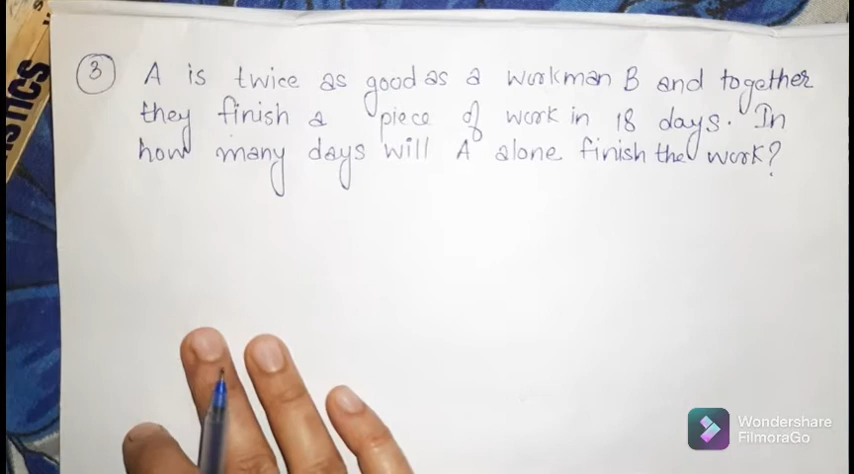 3 A is twice as good as a workman B and together
they finish a piece of work in 18 days. In
how many days will A alone finish the work?
Wondershare
FilmoraGo